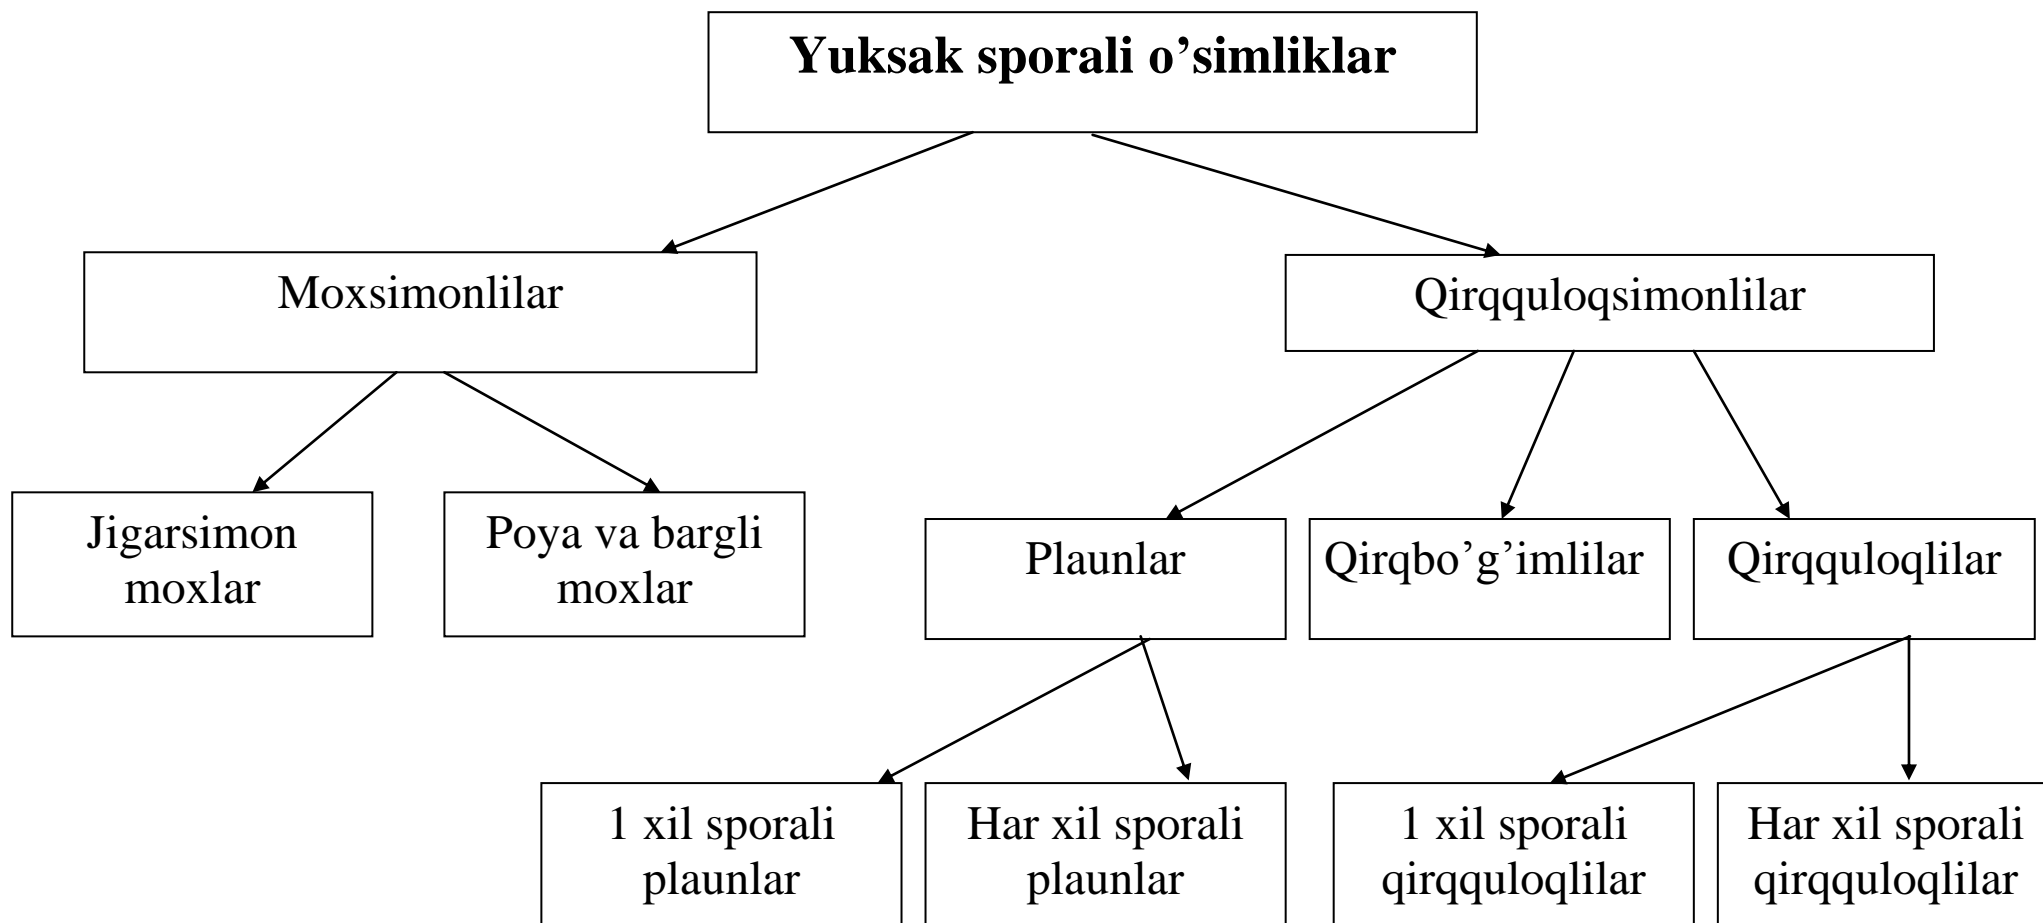 Yuksak sporali o’simliklar
Moxsimonlilar
Qirqquloqsimonlilar
Jigarsimon
moxlar
Poya va bargli
moxlar
Plaunlar
Qirqbo’g’imlilar
Qirqquloqlilar
1 xil sporali
plaunlar
Har xil sporali
plaunlar
1 xil sporali
qirqquloqlilar
Har xil sporali
qirqquloqlilar